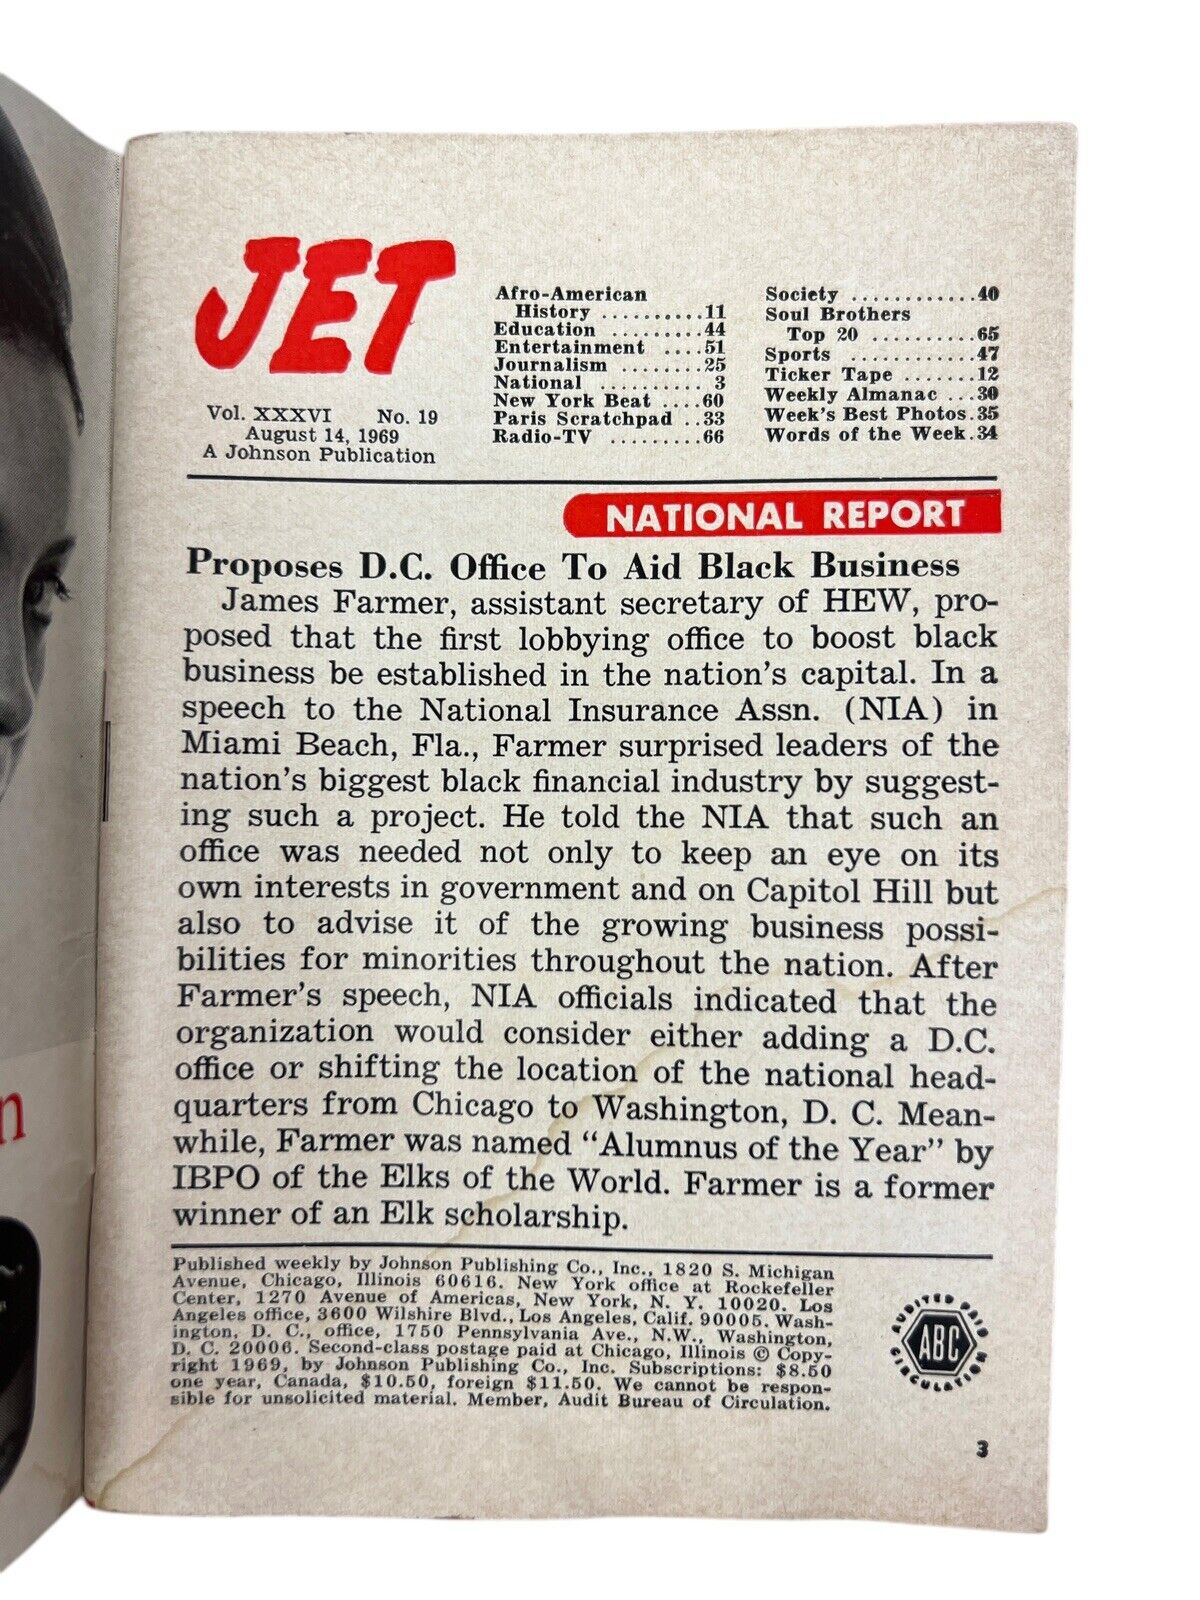 JET
Vol. XXXVI No. 19
August 14, 1969
A Johnson Publication
Afro-American
History ..........11
Education ........44
Entertainment ....51
Journalism .......25
National ..........3
New York Beat ....60
Paris Scratchpad ..33
Radio-TV .........66
Society ............40
Soul Brothers
Top 20 ..........65
Sports ............47
Ticker Tape .......12
Weekly Almanac ...30
Week's Best Photos.35
Words of the Week.34
NATIONAL REPORT
Proposes D.C. Office To Aid Black Business
James Farmer, assistant secretary of HEW, pro-
posed that the first lobbying office to boost black
business be established in the nation's capital. In a
speech to the National Insurance Assn. (NIA) in
Miami Beach, Fla., Farmer surprised leaders of the
nation's biggest black financial industry by suggest-
ing such a project. He told the NIA that such an
office was needed not only to keep an eye on its
own interests in government and on Capitol Hill but
also to advise it of the growing business possi-
bilities for minorities throughout the nation. After
Farmer's speech, NIA officials indicated that the
organization would consider either adding a D.C.
office or shifting the location of the national head-
quarters from Chicago to Washington, D. C. Mean-
while, Farmer was named "Alumnus of the Year" by
IBPO of the Elks of the World. Farmer is a former
winner of an Elk scholarship.
Published weekly by Johnson Publishing Co., Inc., 1820 S. Michigan
Avenue, Chicago, Illinois 60616. New York office at Rockefeller
Center, 1270 Avenue of Americas, New York, N. Y. 10020. Los
Angeles office, 3600 Wilshire Blvd., Los Angeles, Calif. 90005. Wash-
ington, D. C., office, 1750 Pennsylvania Ave., N.W., Washington,
D. C. 20006. Second-class postage paid at Chicago, Illinois © Copy-
right 1969, by Johnson Publishing Co., Inc. Subscriptions: $8.50
one year, Canada, $10.50, foreign $11.50. We cannot be respon-
sible for unsolicited material. Member, Audit Bureau of Circulation.
AUDITED PAID
ABC
CIRCULATION
3
n